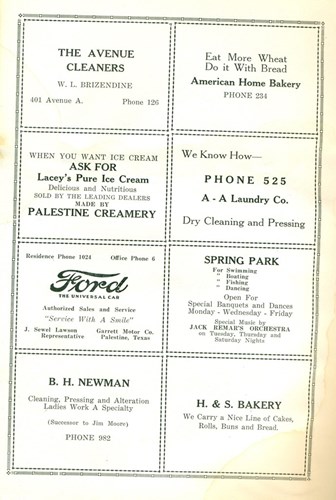 THE AVENUE
CLEANERS
W. L. BRIZENDINE
401 Avenue A. Phone 126
Eat More Wheat
Do it With Bread
American Home Bakery
PHONE 234
WHEN YOU WANT ICE CREAM
ASK FOR
Lacey's Pure Ice Cream
Delicious and Nutritious
SOLD BY THE LEADING DEALERS
MADE BY
PALESTINE CREAMERY
We Know How—
PHONE 525
A - A Laundry Co.
Dry Cleaning and Pressing
Residence Phone 1024 Office Phone 6
Ford
THE UNIVERSAL CAR
Authorized Sales and Service
"Service With A Smile"
J. Sewel Lawson Garrett Motor Co.
Representative Palestine, Texas
SPRING PARK
For Swimming
" Boating
" Fishing
" Dancing
Open For
Special Banquets and Dances
Monday - Wednesday - Friday
Special Music by
JACK REMAR'S ORCHESTRA
on Tuesday, Thursday and
Saturday Nights
B. H. NEWMAN
Cleaning, Pressing and Alteration
Ladies Work A Specialty
(Successor to Jim Moore)
PHONE 982
H. & S. BAKERY
We Carry a Nice Line of Cakes,
Rolls, Buns and Bread.